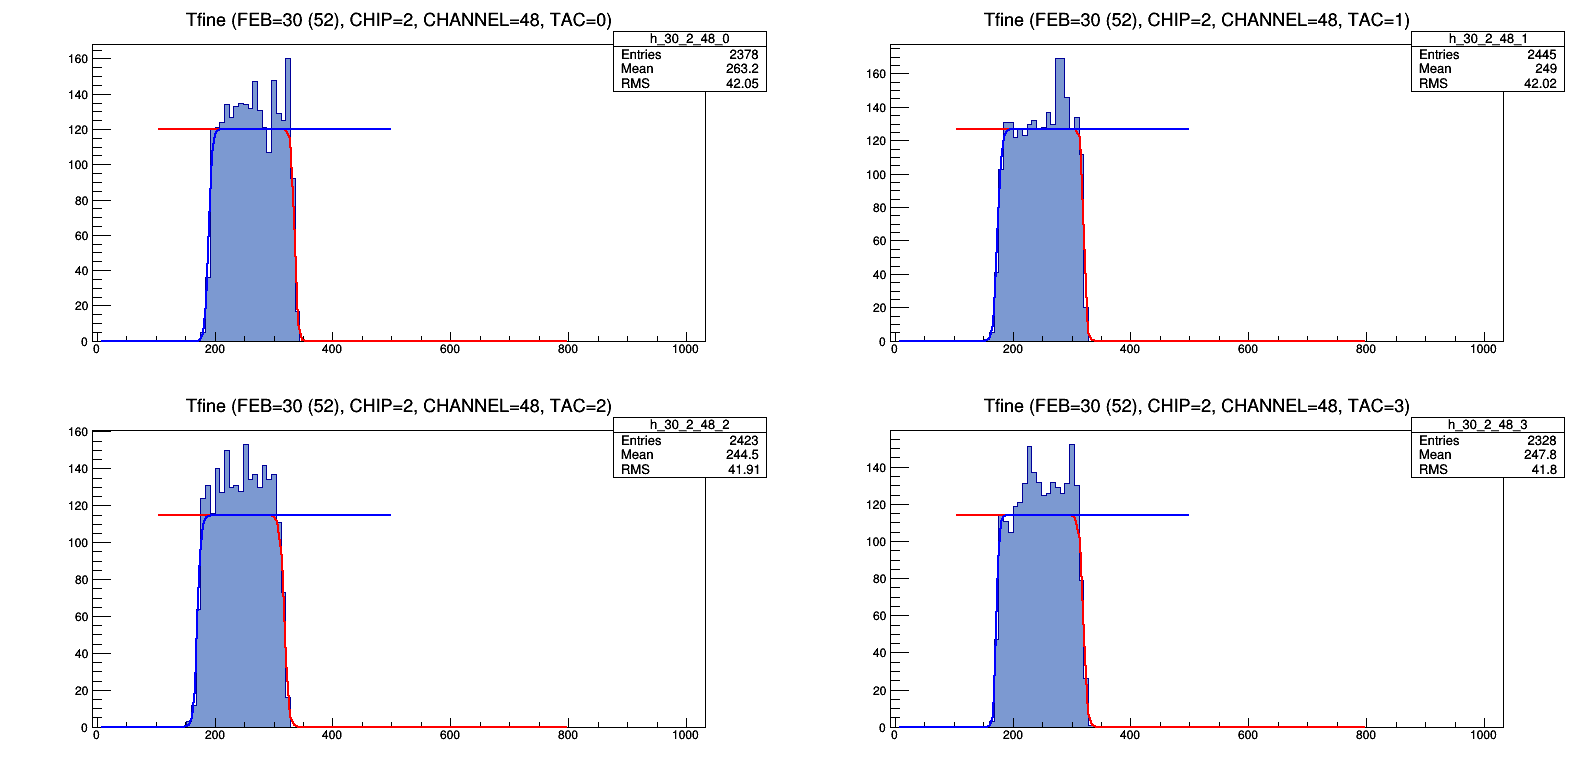 Tfine (FEB=30 (52), CHIP=2, CHANNEL=48, TAC=0)
h_30_2_48_0
Entries 2378
Mean 263.2
RMS 42.05
160
140
120
100
80
60
40
20
0
0 200 400 600 800 1000
Tfine (FEB=30 (52), CHIP=2, CHANNEL=48, TAC=1)
h_30_2_48_1
Entries 2445
Mean 249
RMS 42.02
160
140
120
100
80
60
40
20
0
0 200 400 600 800 1000
Tfine (FEB=30 (52), CHIP=2, CHANNEL=48, TAC=2)
h_30_2_48_2
Entries 2423
Mean 244.5
RMS 41.91
160
140
120
100
80
60
40
20
0
0 200 400 600 800 1000
Tfine (FEB=30 (52), CHIP=2, CHANNEL=48, TAC=3)
h_30_2_48_3
Entries 2328
Mean 247.8
RMS 41.8
140
120
100
80
60
40
20
0
0 200 400 600 800 1000